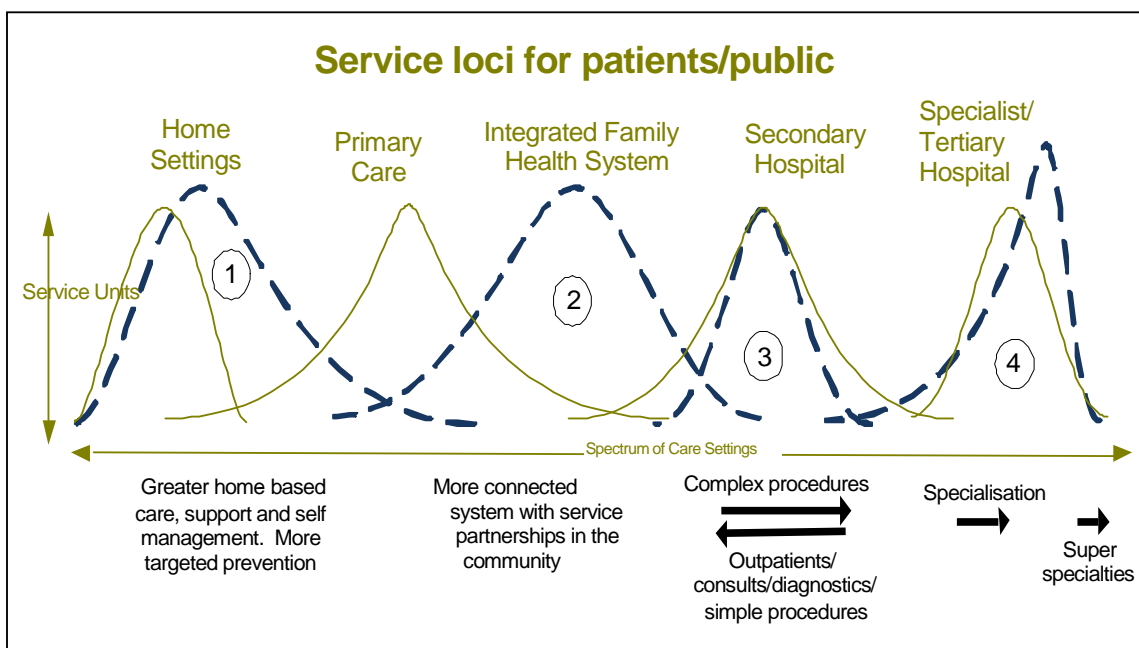 Service loci for patients/public
Home
Settings
Primary
Care
Integrated Family
Health System
Secondary
Hospital
Specialist/
Tertiary
Hospital
Service Units
1
2
3
4
Spectrum of Care Settings
Greater home based
care, support and self
management. More
targeted prevention
More connected
system with service
partnerships in the
community
Complex procedures
Outpatients/
consults/diagnostics/
simple procedures
Specialisation
Super
specialties